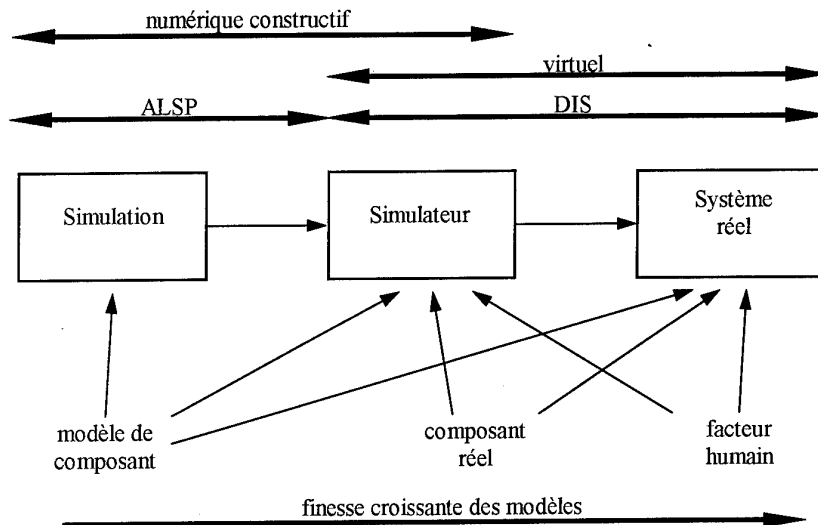 numérique constructif
virtuel
ALSP
DIS
Simulation
Simulateur
Système
réel
modèle de
composant
composant
réel
facteur
humain
finesse croissante des modèles